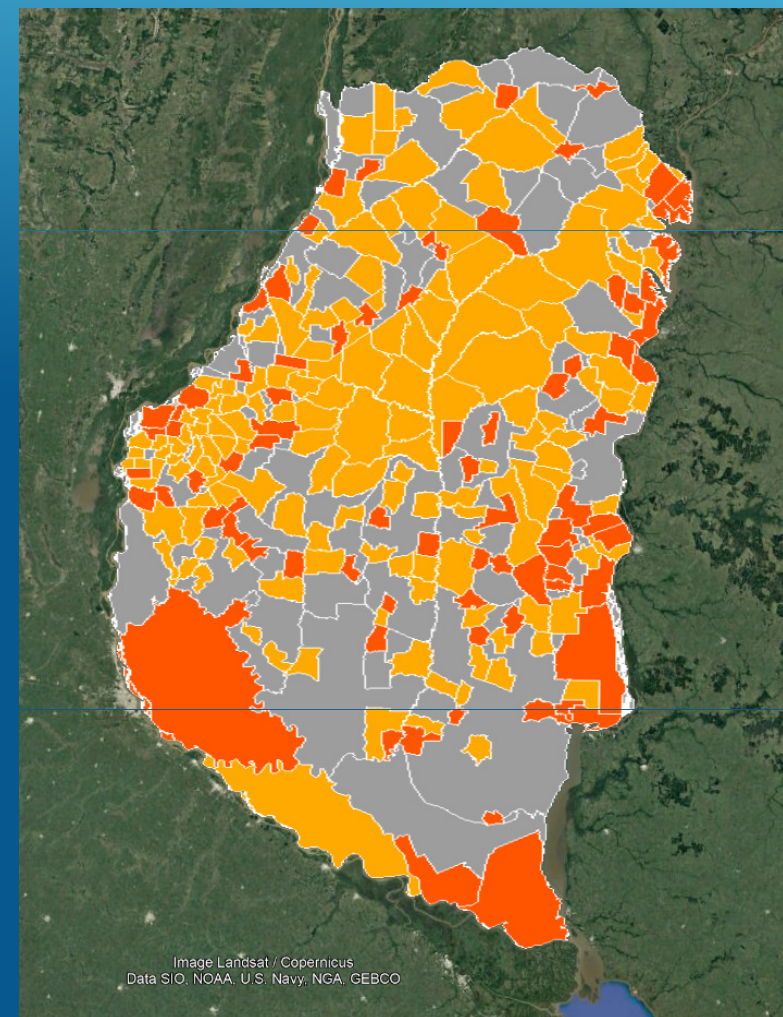 Image Landsat / Copernicus
Data SIO, NOAA, U.S. Navy, NGA, GEBCO